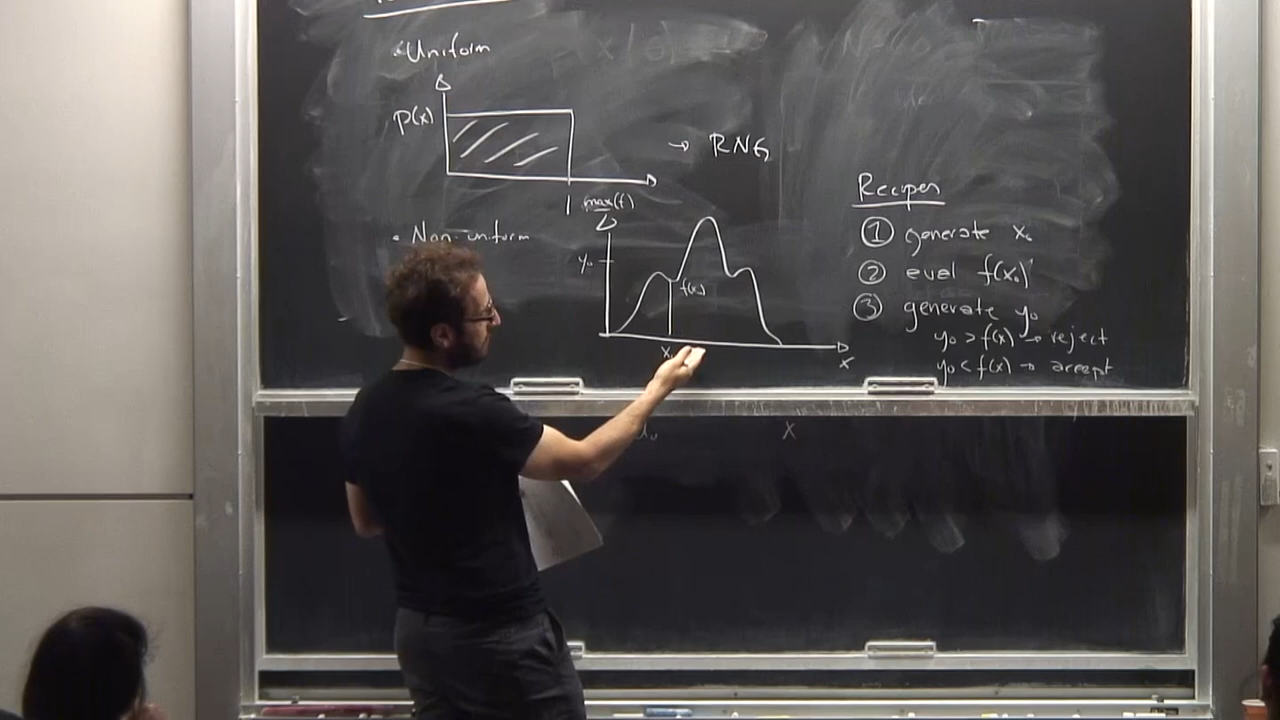 • Uniform
P(x)
→ RNG
1
max(f)
• Non-uniform
y₀
f(x₀)
x₀
x
Recipe
① generate x₀
② eval f(x₀)
③ generate y₀
y₀ > f(x) → reject
y₀ < f(x) → accept
x